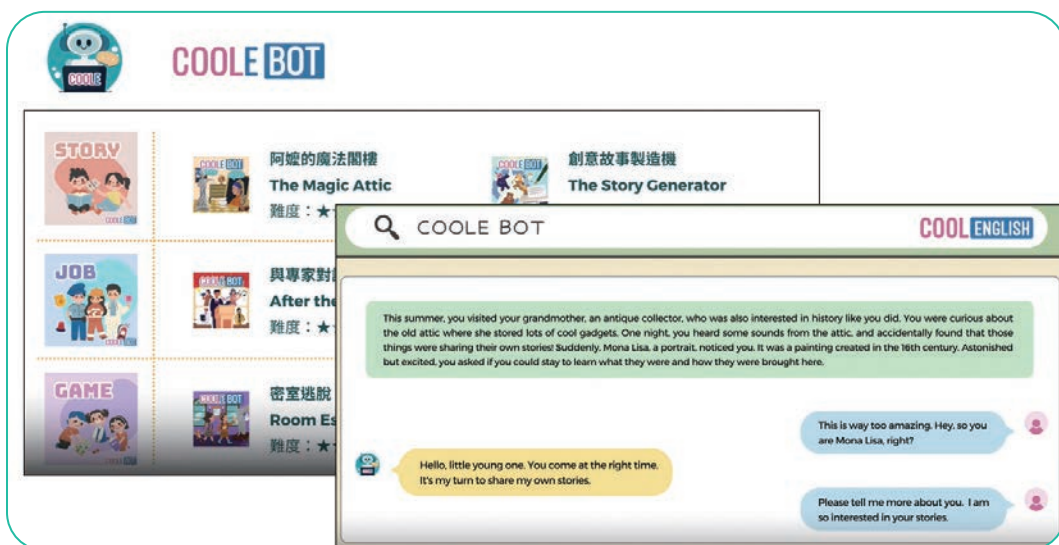 COOLE
COOLE BOT
STORY
COOLE BOT
COOLE BOT
阿嬤的魔法閣樓
The Magic Attic
難度：★
COOLE BOT
創意故事製造機
The Story Generator
JOB
COOLE BOT
COOLE BOT
與專家對
After the
難度：★
GAME
COOLE BOT
密室逃脫
Room Es
難度：★
COOLE BOT
COOL ENGLISH
This summer, you visited your grandmother, an antique collector, who was also interested in history like you did. You were curious about
the old attic where she stored lots of cool gadgets. One night, you heard some sounds from the attic, and accidentally found that those
things were sharing their own stories! Suddenly, Mona Lisa, a portrait, noticed you. It was a painting created in the 16th century. Astonished
but excited, you asked if you could stay to learn what they were and how they were brought here.
This is way too amazing. Hey, so you
are Mona Lisa, right?
Hello, little young one. You come at the right time.
It's my turn to share my own stories.
Please tell me more about you. I am
so interested in your stories.